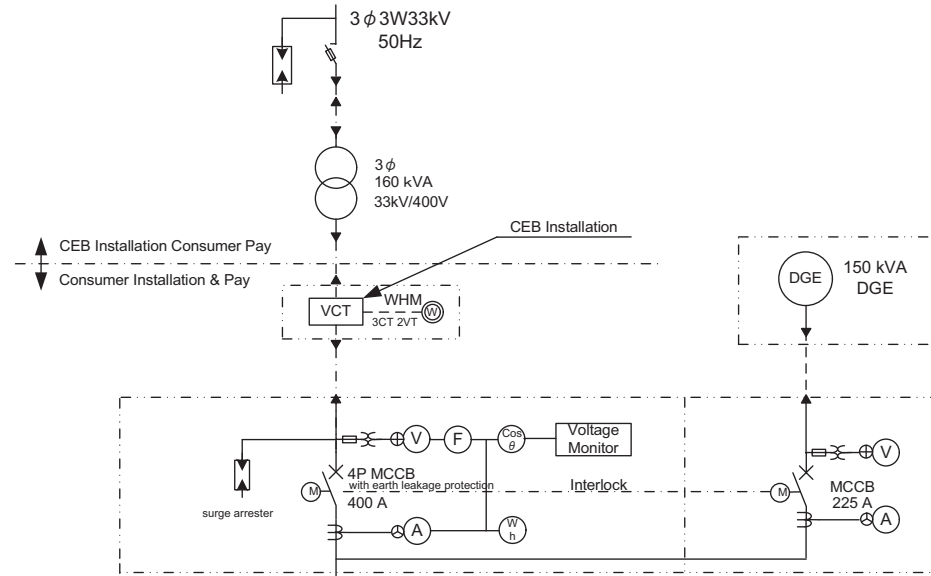 3ϕ3W33kV
50Hz
3ϕ
160 kVA
33kV/400V
CEB Installation Consumer Pay
Consumer Installation & Pay
CEB Installation
VCT
WHM
W
3CT 2VT
DGE
150 kVA
DGE
V
F
Cos
θ
Voltage
Monitor
surge arrester
4P MCCB
with earth leakage protection
400 A
M
Interlock
A
W
h
V
M
MCCB
225 A
A